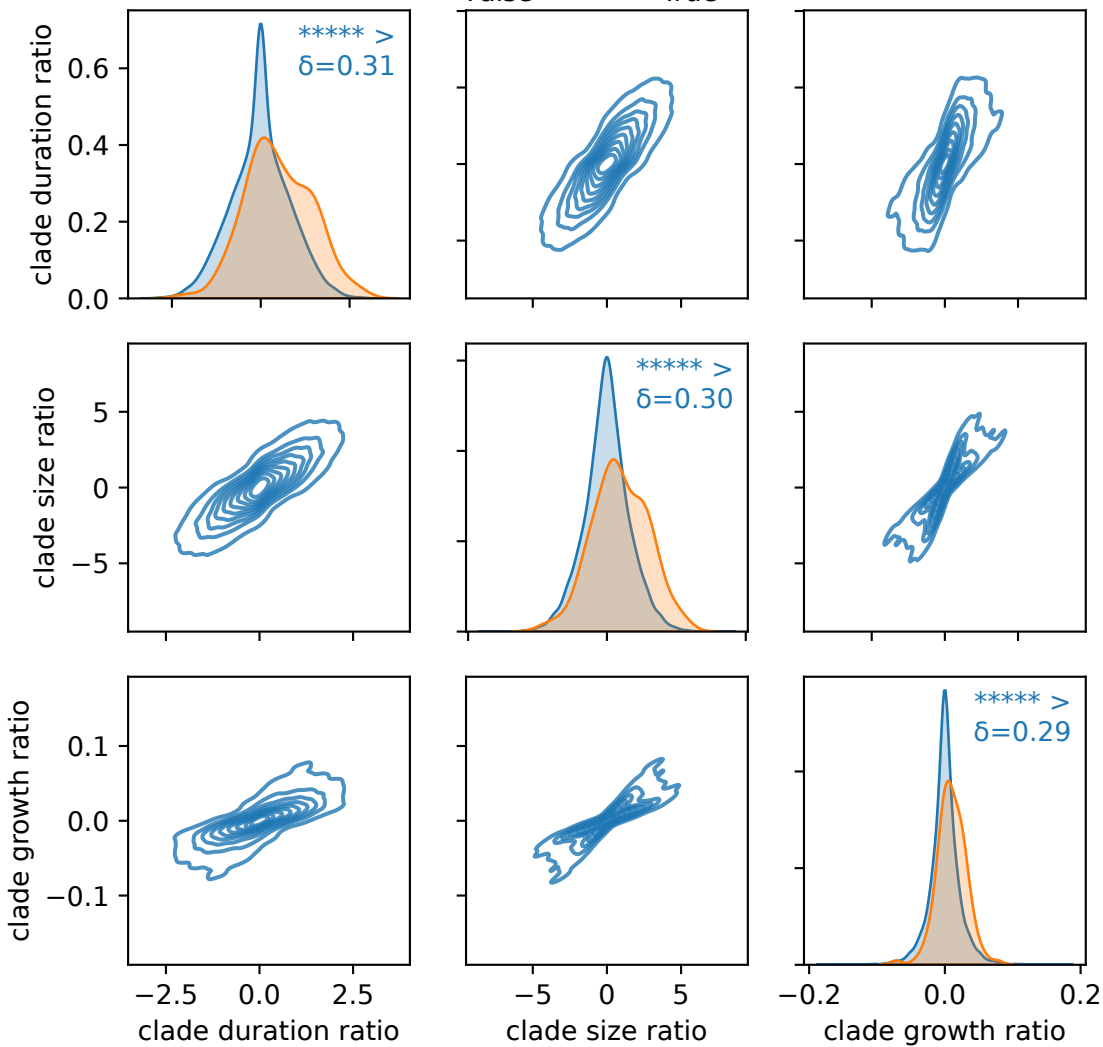 ***** >
δ=0.31
clade duration ratio
0.6
0.4
0.2
0.0
***** >
δ=0.30
clade size ratio
5
0
−5
***** >
δ=0.29
clade growth ratio
0.1
0.0
−0.1
−2.5 0.0 2.5
−5 0 5
−0.2 0.0 0.2
clade duration ratio
clade size ratio
clade growth ratio